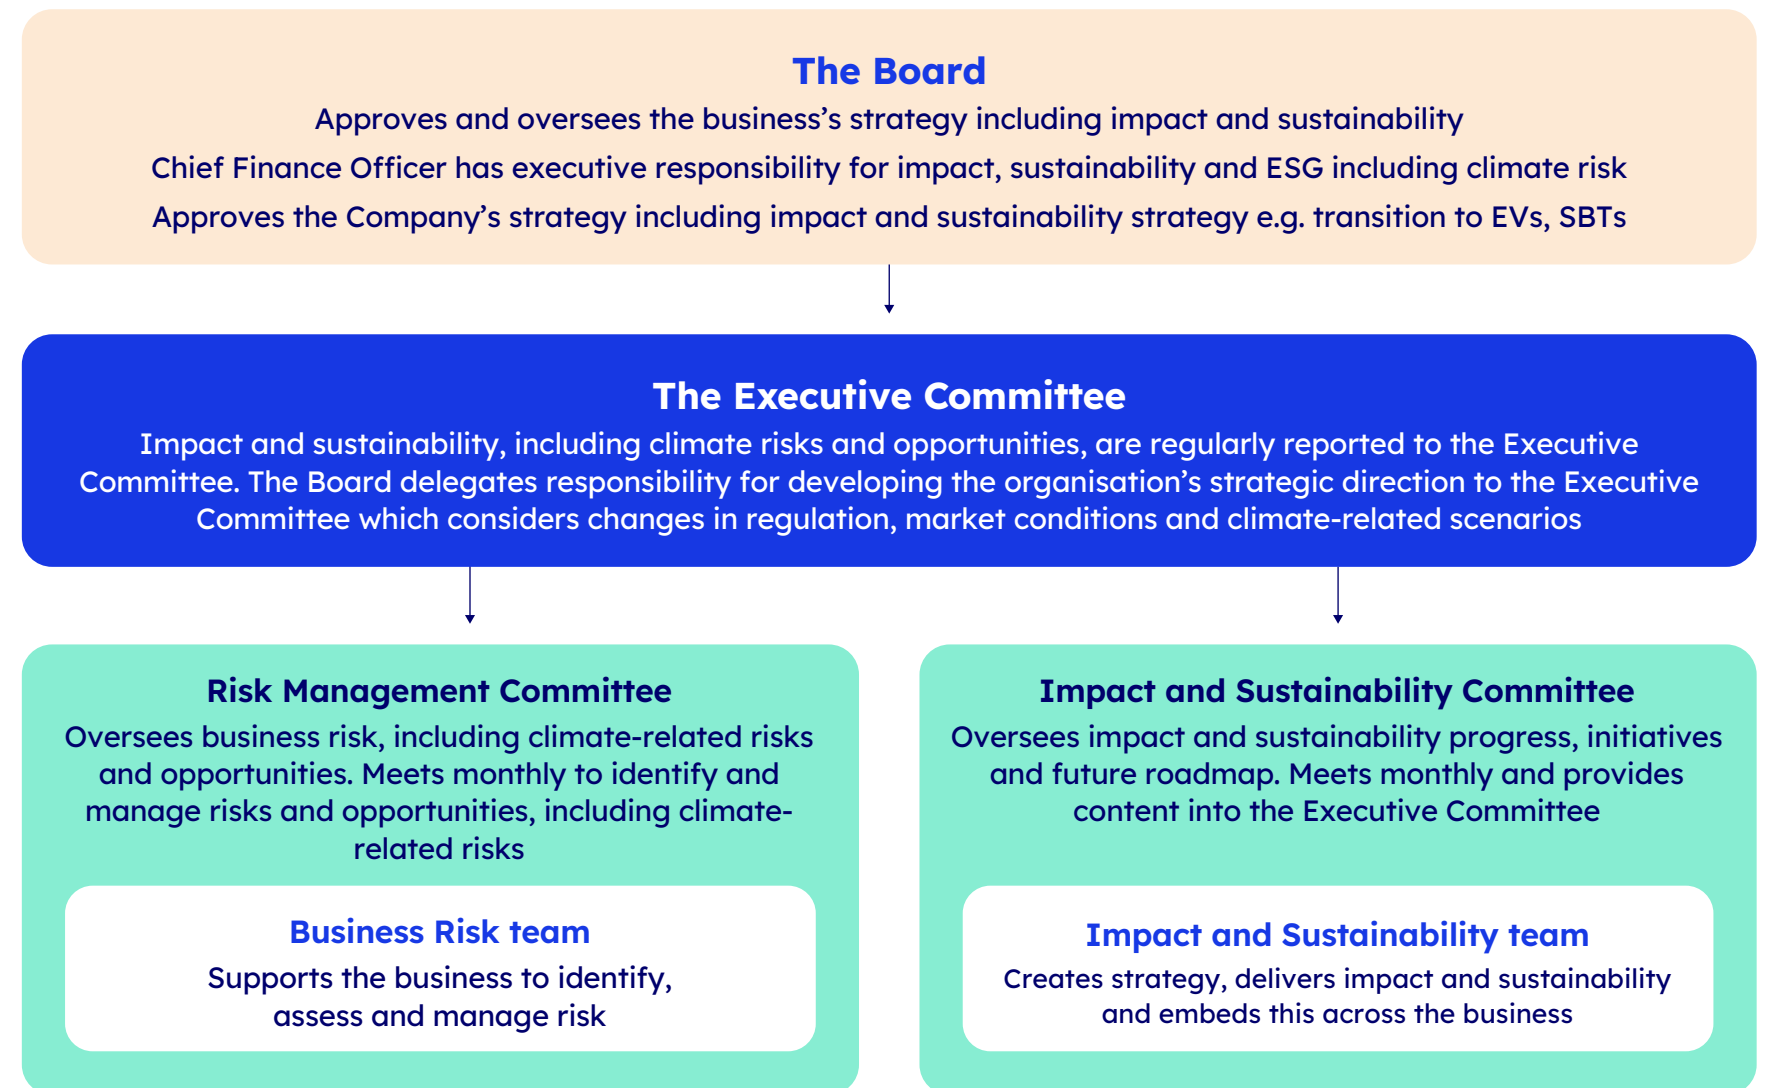 The Board
Approves and oversees the business’s strategy including impact and sustainability
Chief Finance Officer has executive responsibility for impact, sustainability and ESG including climate risk
Approves the Company’s strategy including impact and sustainability strategy e.g. transition to EVs, SBTs
The Executive Committee
Impact and sustainability, including climate risks and opportunities, are regularly reported to the Executive
Committee. The Board delegates responsibility for developing the organisation’s strategic direction to the Executive
Committee which considers changes in regulation, market conditions and climate-related scenarios
Risk Management Committee
Oversees business risk, including climate-related risks
and opportunities. Meets monthly to identify and
manage risks and opportunities, including climate-
related risks
Business Risk team
Supports the business to identify,
assess and manage risk
Impact and Sustainability Committee
Oversees impact and sustainability progress, initiatives
and future roadmap. Meets monthly and provides
content into the Executive Committee
Impact and Sustainability team
Creates strategy, delivers impact and sustainability
and embeds this across the business